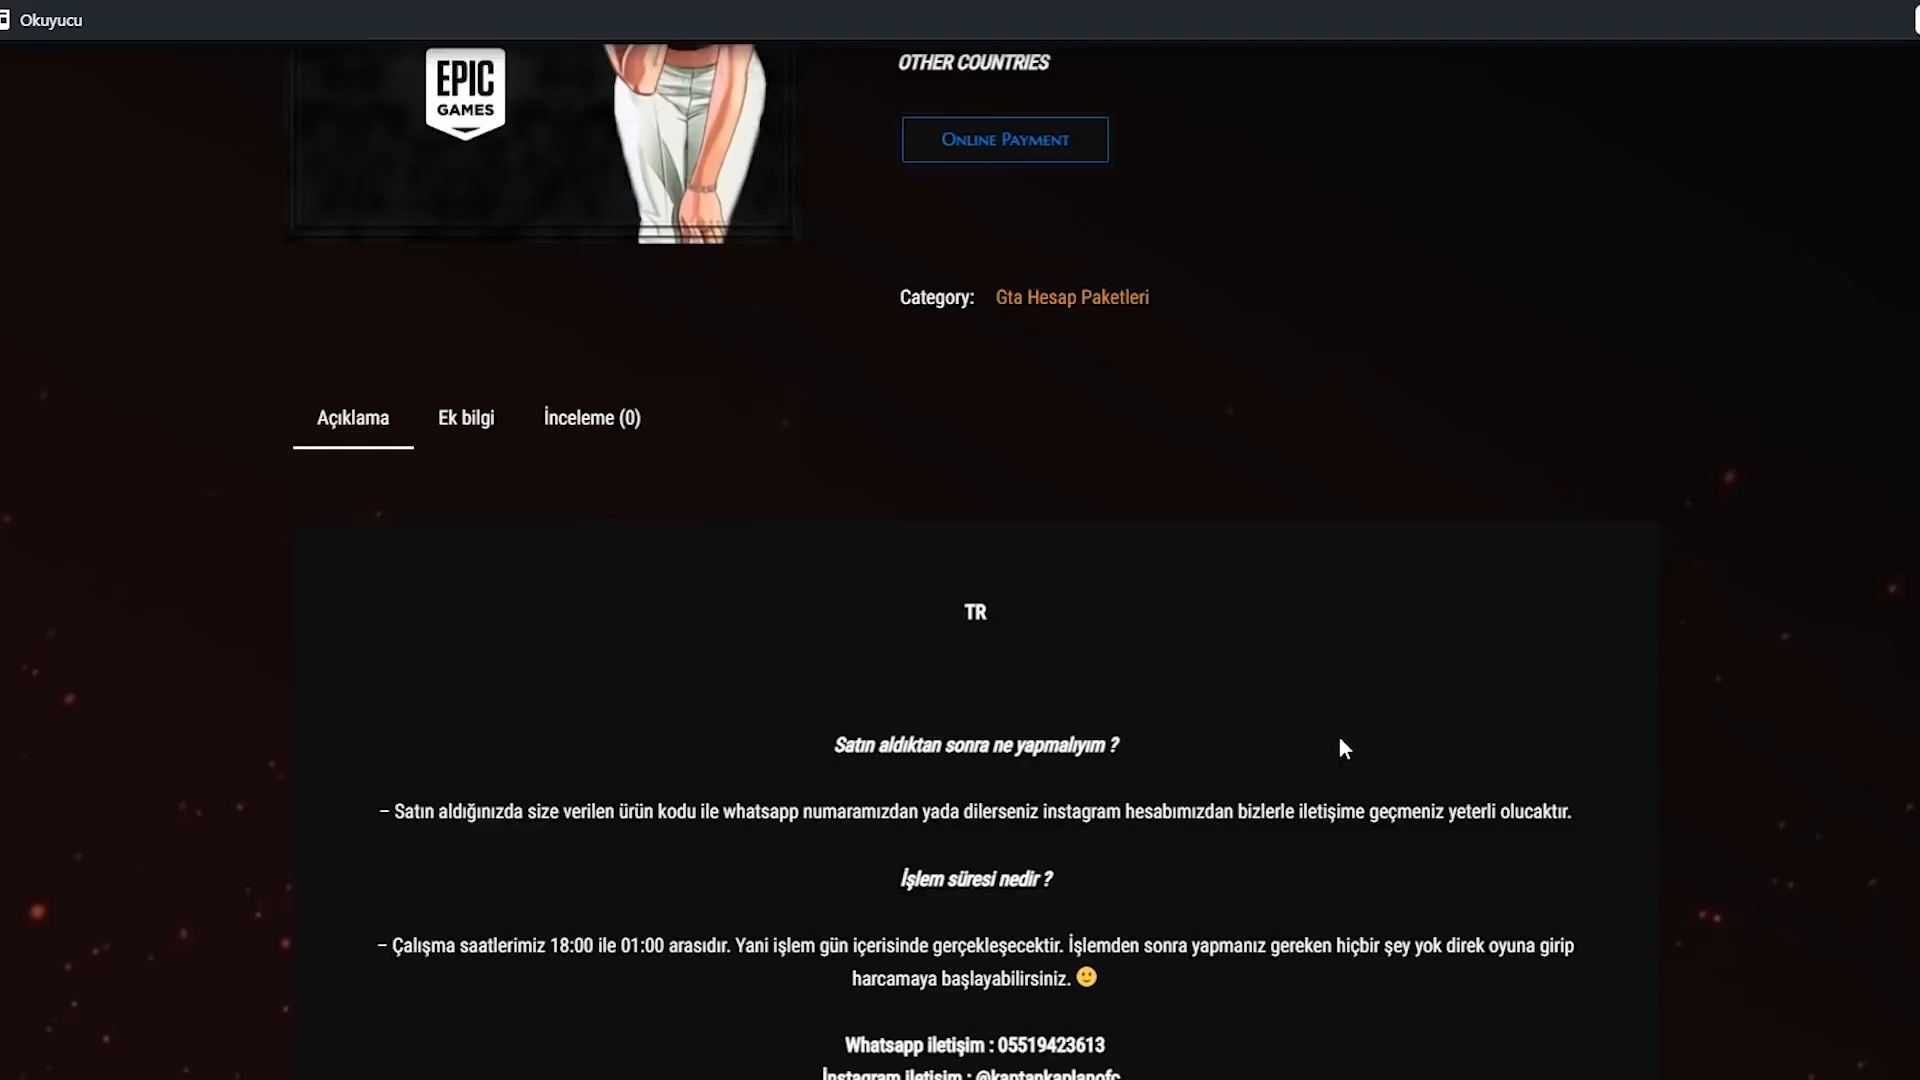 Okuyucu
EPIC
GAMES
OTHER COUNTRIES
Online Payment
Category: Gta Hesap Paketleri
Açıklama Ek bilgi İnceleme (0)
TR
Satın aldıktan sonra ne yapmalıyım ?
– Satın aldığınızda size verilen ürün kodu ile whatsapp numaramızdan yada dilerseniz instagram hesabımızdan bizlerle iletişime geçmeniz yeterli olucaktır.
İşlem süresi nedir ?
– Çalışma saatlerimiz 18:00 ile 01:00 arasıdır. Yani işlem gün içerisinde gerçekleşecektir. İşlemden sonra yapmanız gereken hiçbir şey yok direk oyuna girip
harcamaya başlayabilirsiniz. 🙂
Whatsapp iletişim : 05519423613
İnstagram iletişim : @kaptankaplanofc